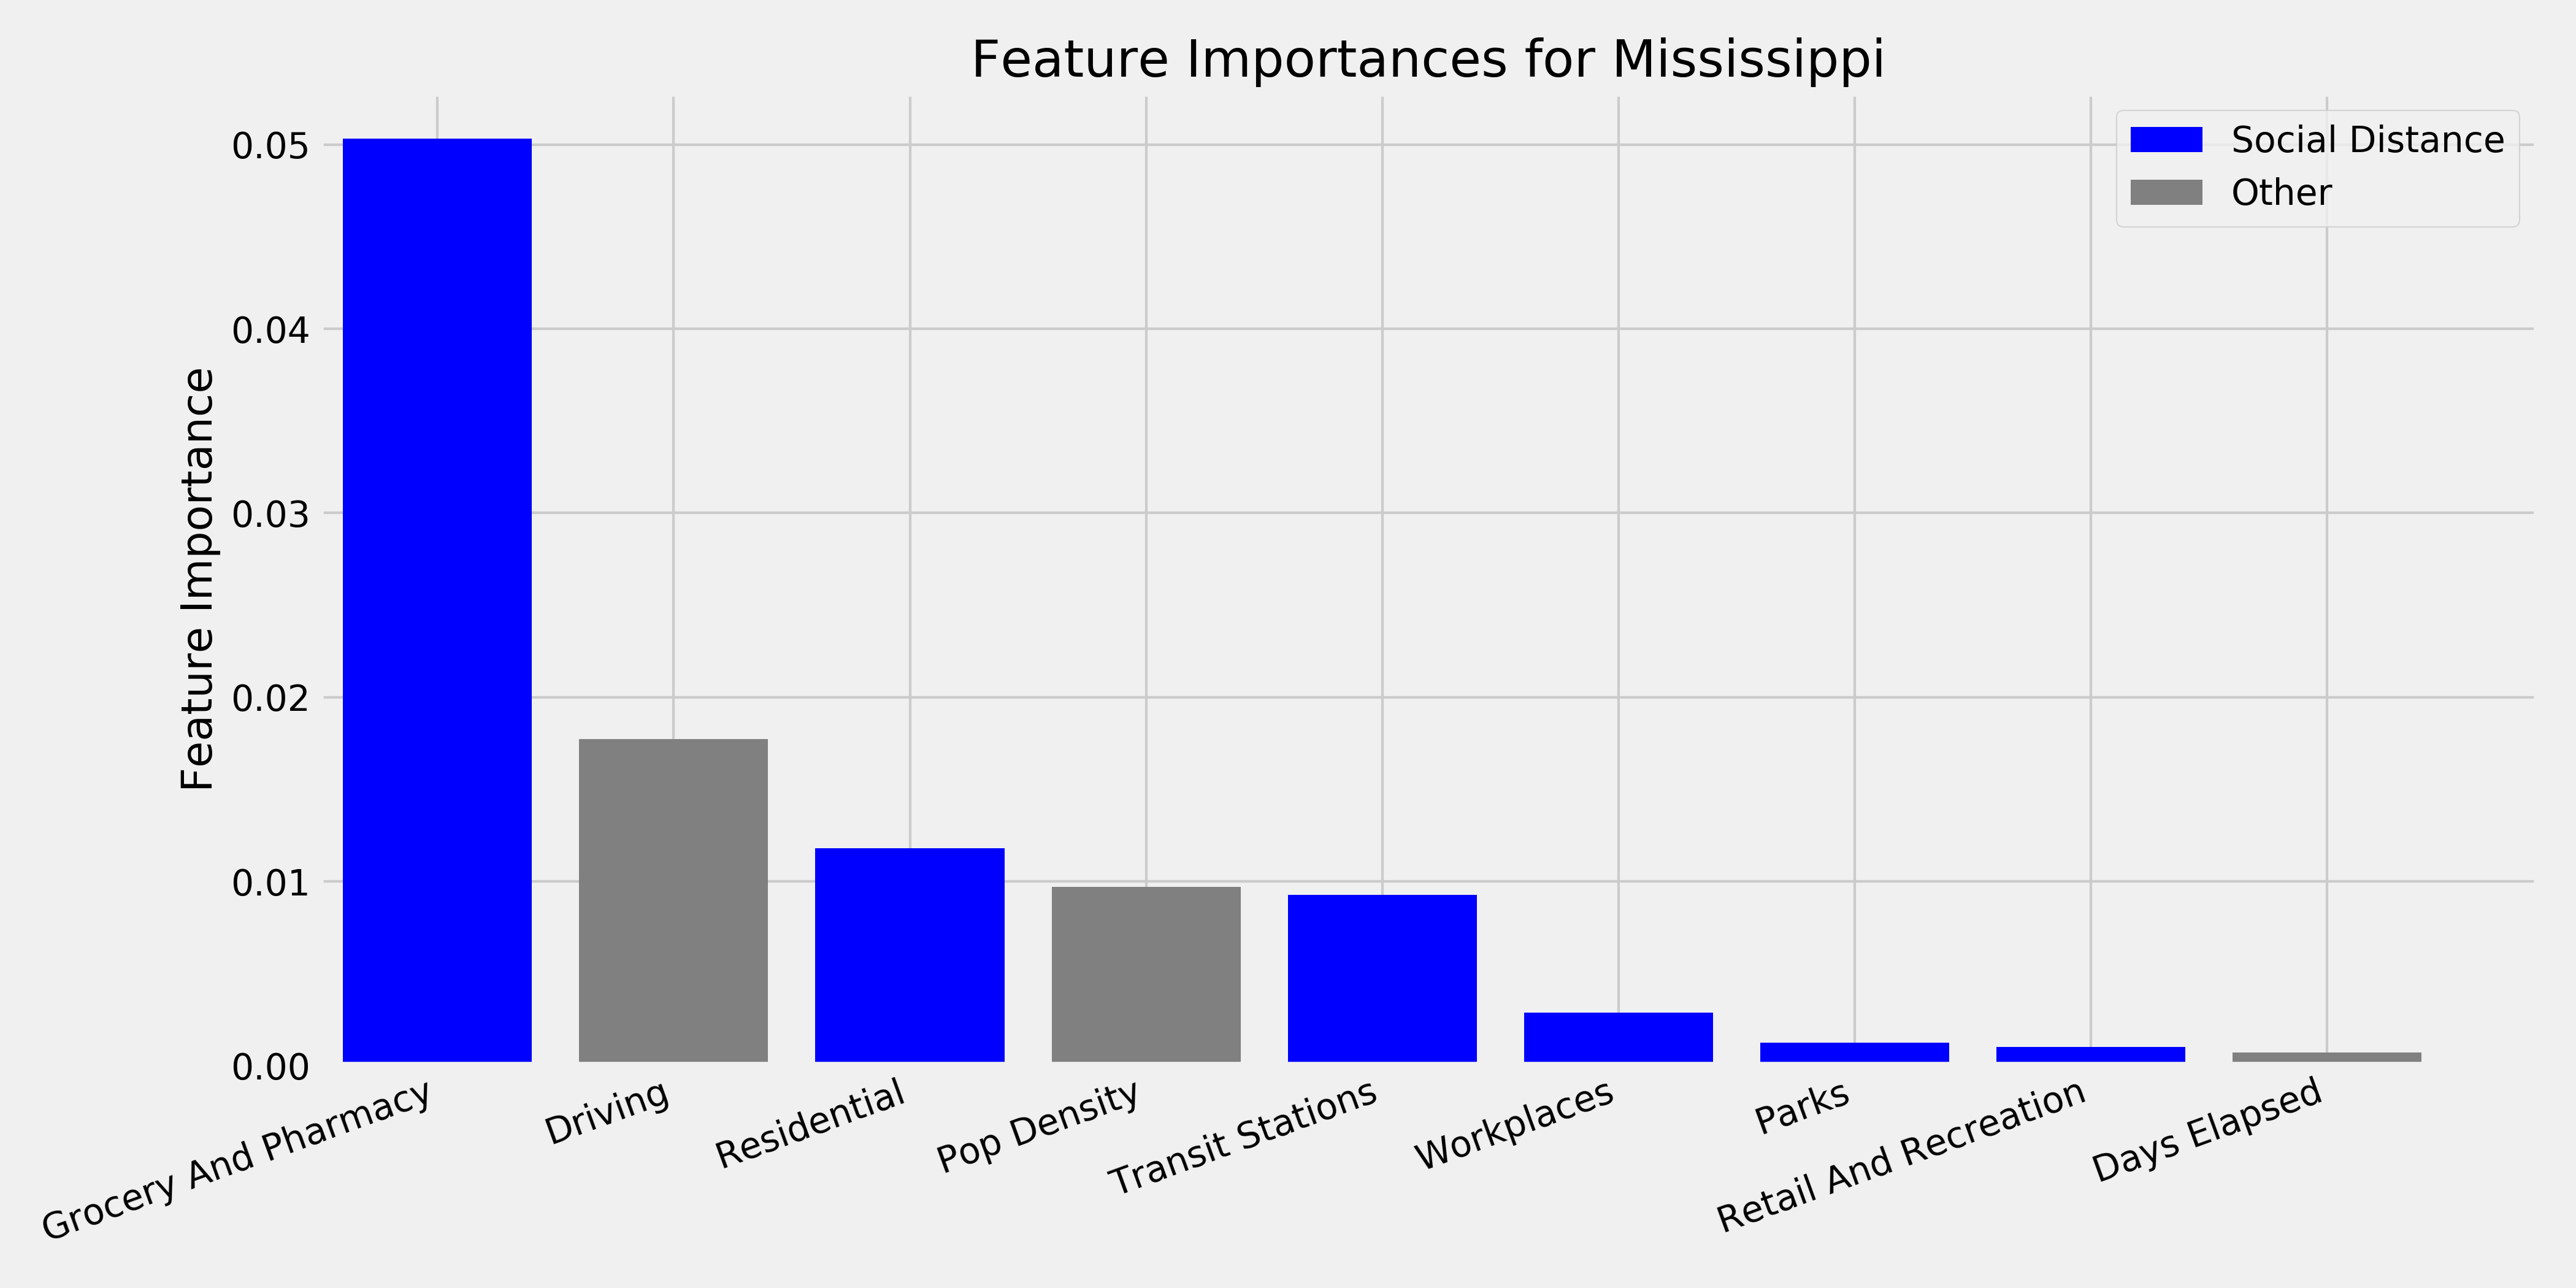 Feature Importances for Mississippi
Social Distance
Other
Feature Importance
0.05
0.04
0.03
0.02
0.01
0.00
Grocery And Pharmacy
Driving
Residential
Pop Density
Transit Stations
Workplaces
Parks
Retail And Recreation
Days Elapsed